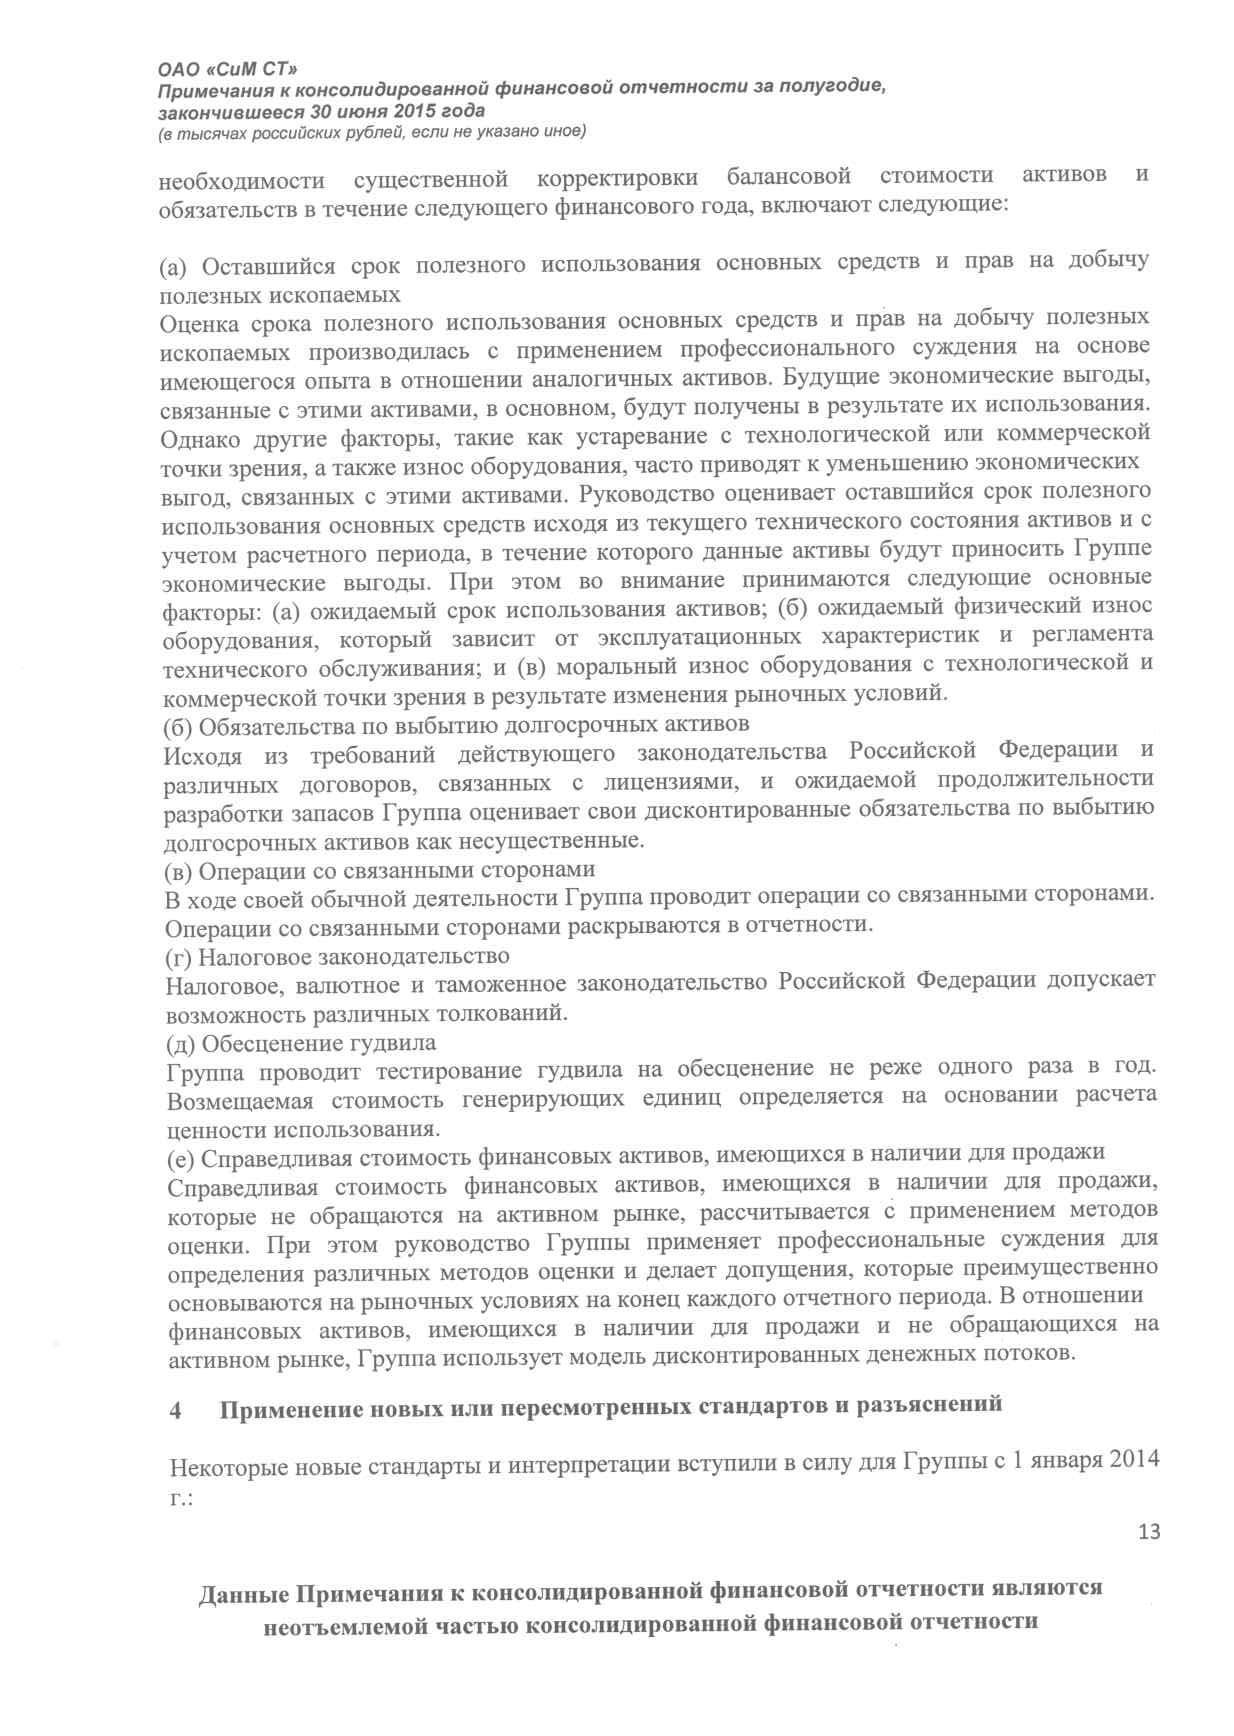 ОАО «СиМ СТ»
Примечания к консолидированной финансовой отчетности за полугодие,
закончившееся 30 июня 2015 года
(в тысячах российских рублей, если не указано иное)
необходимости существенной корректировки балансовой стоимости активов и
обязательств в течение следующего финансового года, включают следующие:
(а) Оставшийся срок полезного использования основных средств и прав на добычу
полезных ископаемых
Оценка срока полезного использования основных средств и прав на добычу полезных
ископаемых производилась с применением профессионального суждения на основе
имеющегося опыта в отношении аналогичных активов. Будущие экономические выгоды,
связанные с этими активами, в основном, будут получены в результате их использования.
Однако другие факторы, такие как устаревание с технологической или коммерческой
точки зрения, а также износ оборудования, часто приводят к уменьшению экономических
выгод, связанных с этими активами. Руководство оценивает оставшийся срок полезного
использования основных средств исходя из текущего технического состояния активов и с
учетом расчетного периода, в течение которого данные активы будут приносить Группе
экономические выгоды. При этом во внимание принимаются следующие основные
факторы: (а) ожидаемый срок использования активов; (б) ожидаемый физический износ
оборудования, который зависит от эксплуатационных характеристик и регламента
технического обслуживания; и (в) моральный износ оборудования с технологической и
коммерческой точки зрения в результате изменения рыночных условий.
(б) Обязательства по выбытию долгосрочных активов
Исходя из требований действующего законодательства Российской Федерации и
различных договоров, связанных с лицензиями, и ожидаемой продолжительности
разработки запасов Группа оценивает свои дисконтированные обязательства по выбытию
долгосрочных активов как несущественные.
(в) Операции со связанными сторонами
В ходе своей обычной деятельности Группа проводит операции со связанными сторонами.
Операции со связанными сторонами раскрываются в отчетности.
(г) Налоговое законодательство
Налоговое, валютное и таможенное законодательство Российской Федерации допускает
возможность различных толкований.
(д) Обесценение гудвила
Группа проводит тестирование гудвила на обесценение не реже одного раза в год.
Возмещаемая стоимость генерирующих единиц определяется на основании расчета
ценности использования.
(е) Справедливая стоимость финансовых активов, имеющихся в наличии для продажи
Справедливая стоимость финансовых активов, имеющихся в наличии для продажи,
которые не обращаются на активном рынке, рассчитывается с применением методов
оценки. При этом руководство Группы применяет профессиональные суждения для
определения различных методов оценки и делает допущения, которые преимущественно
основываются на рыночных условиях на конец каждого отчетного периода. В отношении
финансовых активов, имеющихся в наличии для продажи и не обращающихся на
активном рынке, Группа использует модель дисконтированных денежных потоков.
4 Применение новых или пересмотренных стандартов и разъяснений
Некоторые новые стандарты и интерпретации вступили в силу для Группы с 1 января 2014
г.:
13
Данные Примечания к консолидированной финансовой отчетности являются
неотъемлемой частью консолидированной финансовой отчетности